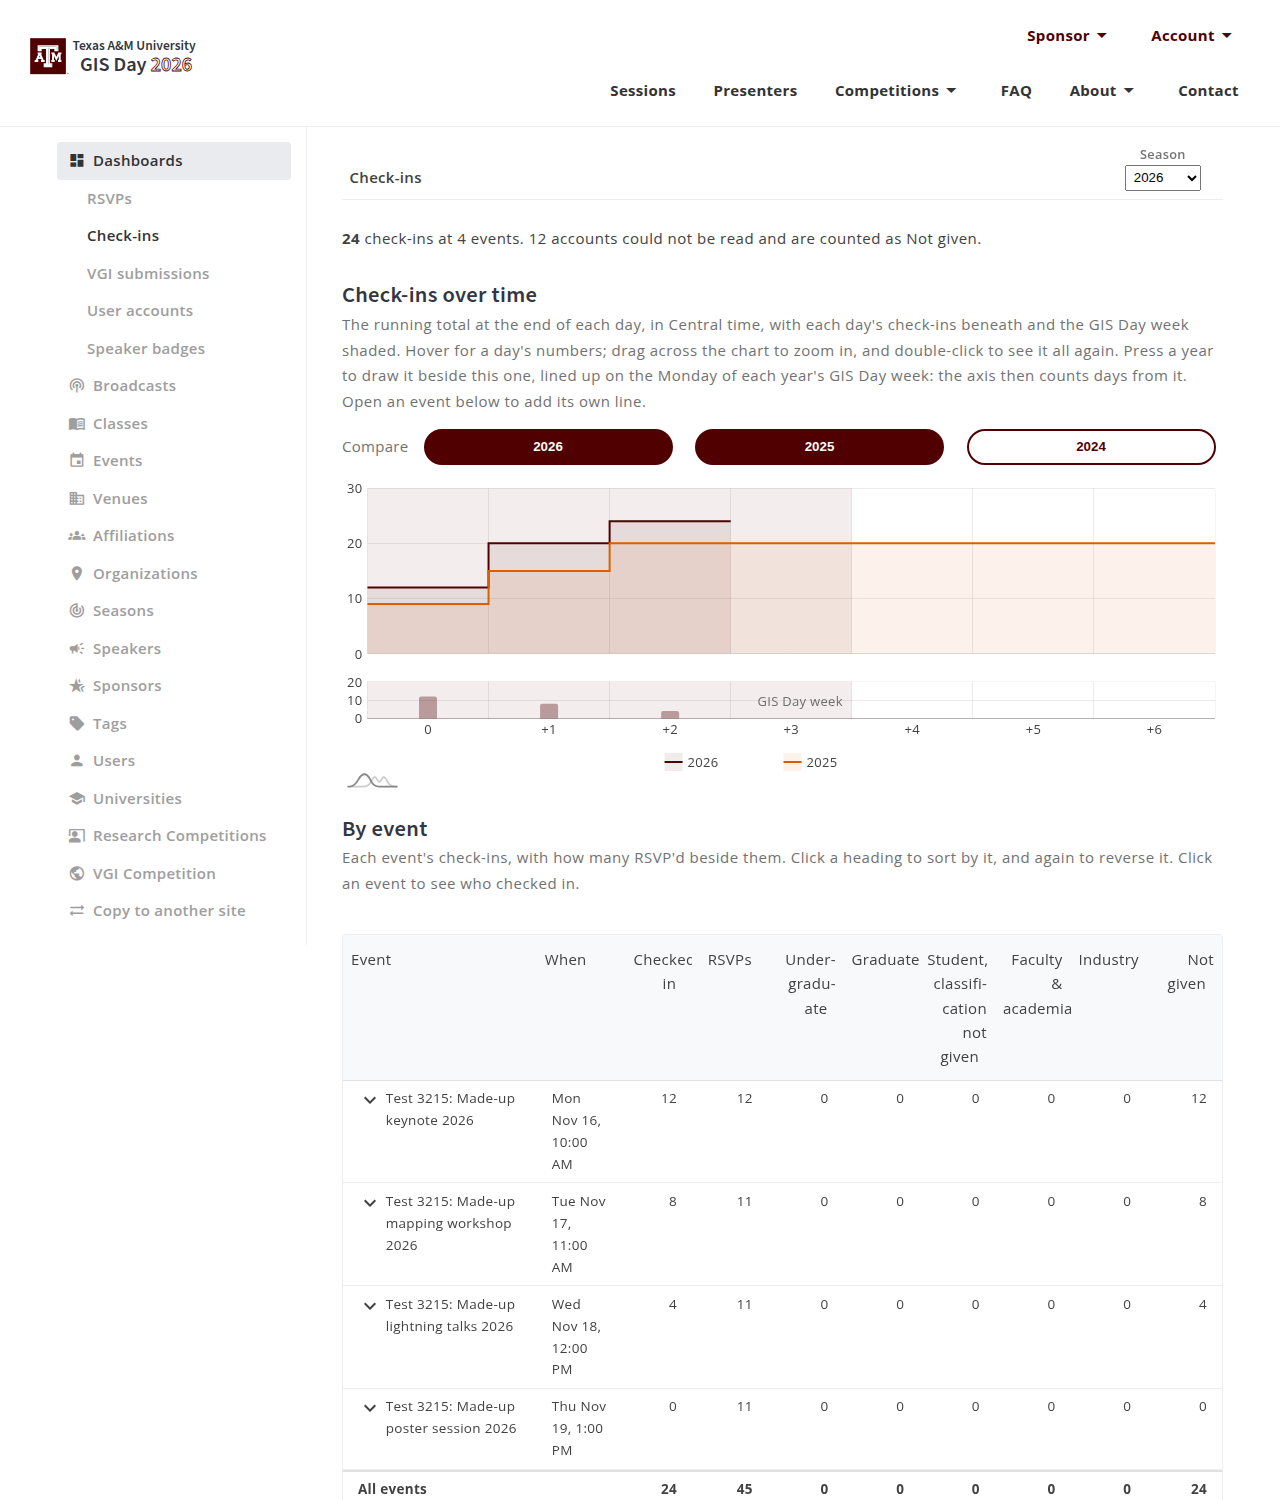 Texas A&M University
GIS Day 2026
Sponsor
Account
Sessions
Presenters
Competitions
FAQ
About
Contact
Dashboards
RSVPs
Check-ins
VGI submissions
User accounts
Speaker badges
Broadcasts
Classes
Events
Venues
Affiliations
Organizations
Seasons
Speakers
Sponsors
Tags
Users
Universities
Research Competitions
VGI Competition
Copy to another site
Check-ins
Season
2026
24 check-ins at 4 events. 12 accounts could not be read and are counted as Not given.
Check-ins over time
The running total at the end of each day, in Central time, with each day's check-ins beneath and the GIS Day week
shaded. Hover for a day's numbers; drag across the chart to zoom in, and double-click to see it all again. Press a year
to draw it beside this one, lined up on the Monday of each year's GIS Day week: the axis then counts days from it.
Open an event below to add its own line.
Compare
2026
2025
2024
30
20
10
0
20
10
0
GIS Day week
0 +1 +2 +3 +4 +5 +6
2026 2025
By event
Each event's check-ins, with how many RSVP'd beside them. Click a heading to sort by it, and again to reverse it. Click
an event to see who checked in.
Event When Checked RSVPs Under- Graduate Student, Faculty Industry Not
in gradu- classifi- & given
ate cation academia
not
given
Test 3215: Made-up Mon 12 12 0 0 0 0 0 12
keynote 2026 Nov 16,
10:00
AM
Test 3215: Made-up Tue Nov 8 11 0 0 0 0 0 8
mapping workshop 17,
2026 11:00
AM
Test 3215: Made-up Wed 4 11 0 0 0 0 0 4
lightning talks 2026 Nov 18,
12:00
PM
Test 3215: Made-up Thu Nov 0 11 0 0 0 0 0 0
poster session 2026 19, 1:00
PM
All events 24 45 0 0 0 0 0 24